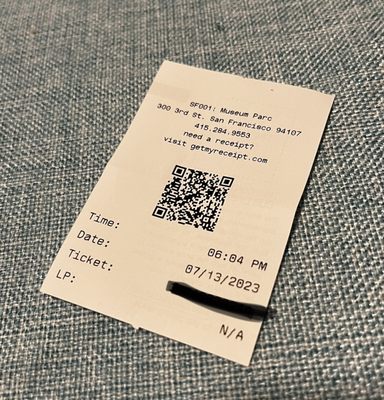 SF001: Museum Parc
300 3rd St. San Francisco 94107
415.284.9553
need a receipt?
visit getmyreceipt.com
Time: 06:04 PM
Date: 07/13/2023
Ticket:
LP: N/A